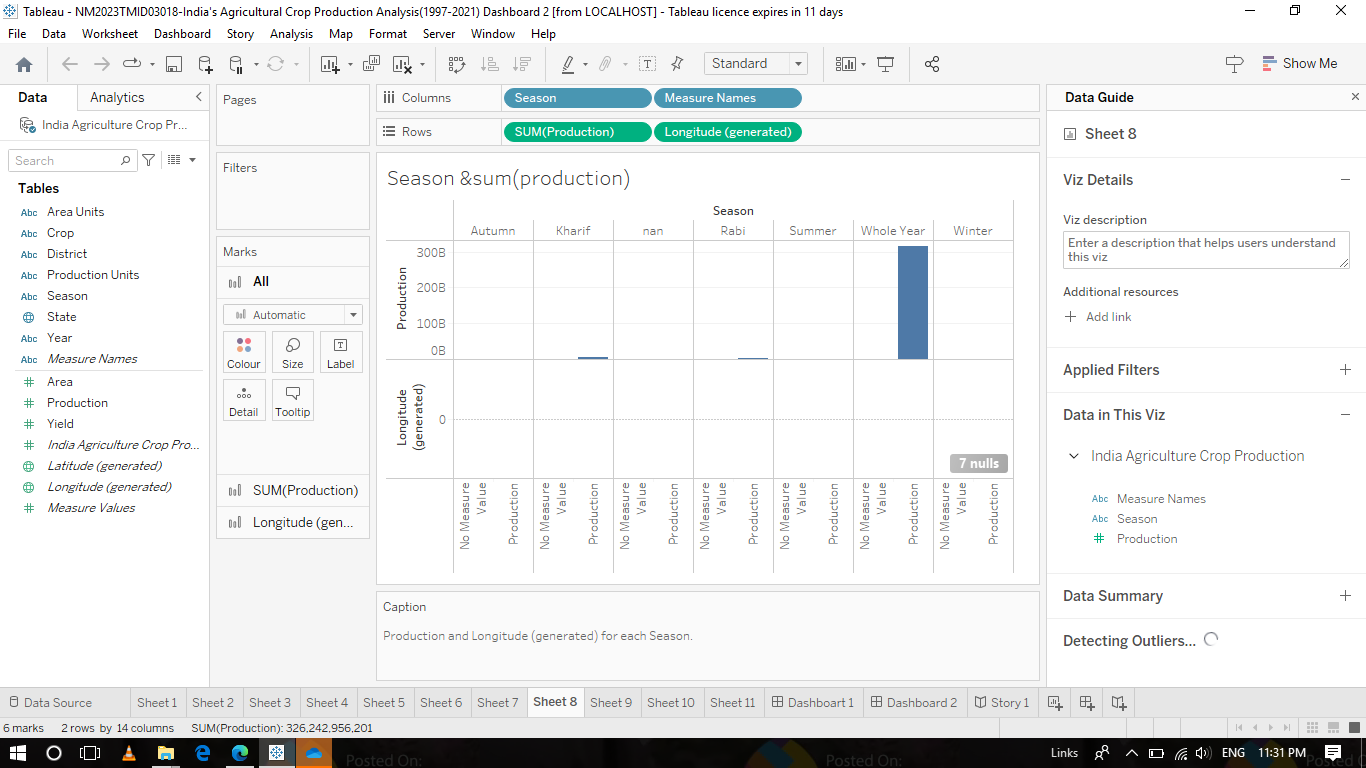 Tableau - NM2023TMID03018-India's Agricultural Crop Production Analysis(1997-2021) Dashboard 2 [from LOCALHOST] - Tableau licence expires in 11 days
File Data Worksheet Dashboard Story Analysis Map Format Server Window Help
Standard
Show Me
Data Analytics
India Agriculture Crop Pr...
Search
Tables
Abc Area Units
Abc Crop
Abc District
Abc Production Units
Abc Season
State
Abc Year
Abc Measure Names
# Area
# Production
# Yield
# India Agriculture Crop Pro...
Latitude (generated)
Longitude (generated)
# Measure Values
Pages
Filters
Marks
All
Automatic
Colour Size Label
Detail Tooltip
SUM(Production)
Longitude (gen...
Columns Season Measure Names
Rows SUM(Production) Longitude (generated)
Season &sum(production)
Season
Autumn Kharif nan Rabi Summer Whole Year Winter
Production
300B
200B
100B
0B
Longitude
(generated)
0
7 nulls
No Measure Value Production No Measure Value Production No Measure Value Production No Measure Value Production No Measure Value Production No Measure Value Production No Measure Value Production
Caption
Production and Longitude (generated) for each Season.
Data Guide
Sheet 8
Viz Details
Viz description
Enter a description that helps users understand
this viz
Additional resources
Add link
Applied Filters
Data in This Viz
India Agriculture Crop Production
Abc Measure Names
Abc Season
# Production
Data Summary
Detecting Outliers...
Data Source Sheet 1 Sheet 2 Sheet 3 Sheet 4 Sheet 5 Sheet 6 Sheet 7 Sheet 8 Sheet 9 Sheet 10 Sheet 11 Dashboart 1 Dashboard 2 Story 1
6 marks 2 rows by 14 columns SUM(Production): 326,242,956,201
Posted On: Posted On: Posted
Links ENG 11:31 PM